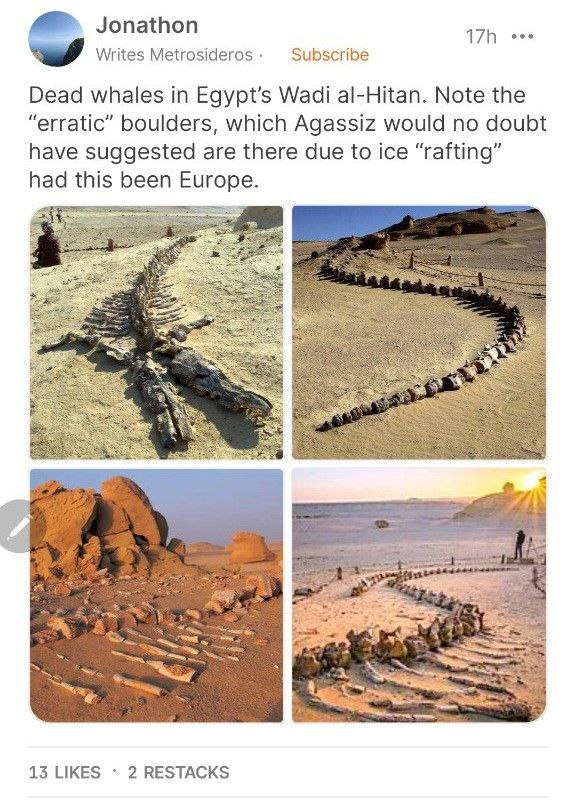 Jonathon
17h
Writes Metrosideros · Subscribe
Dead whales in Egypt’s Wadi al-Hitan. Note the
“erratic” boulders, which Agassiz would no doubt
have suggested are there due to ice “rafting”
had this been Europe.
13 LIKES · 2 RESTACKS